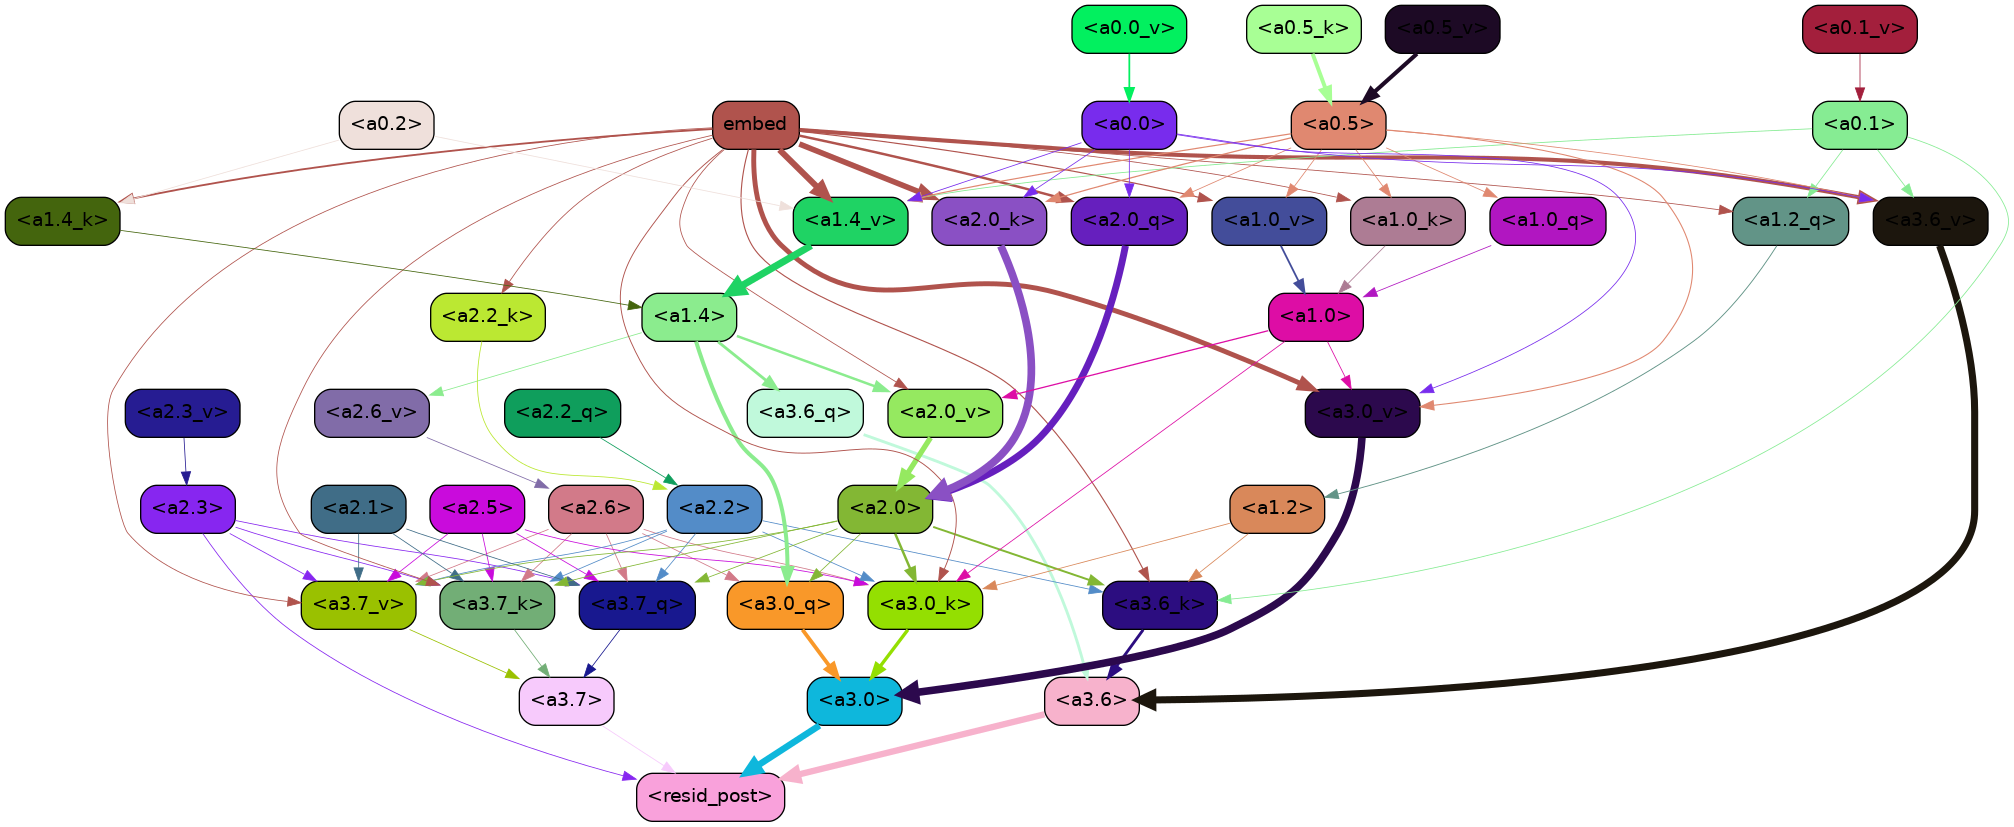 <a0.0_v>
<a0.5_k>
<a0.5_v>
<a0.1_v>
<a0.2>
embed
<a0.0>
<a0.5>
<a0.1>
<a1.4_k>
<a1.4_v>
<a2.0_k>
<a2.0_q>
<a1.0_v>
<a1.0_k>
<a1.0_q>
<a1.2_q>
<a3.6_v>
<a2.2_k>
<a1.4>
<a1.0>
<a2.3_v>
<a2.6_v>
<a2.2_q>
<a3.6_q>
<a2.0_v>
<a3.0_v>
<a2.3>
<a2.1>
<a2.5>
<a2.6>
<a2.2>
<a2.0>
<a1.2>
<a3.7_v>
<a3.7_k>
<a3.7_q>
<a3.0_q>
<a3.0_k>
<a3.6_k>
<a3.7>
<a3.0>
<a3.6>
<resid_post>